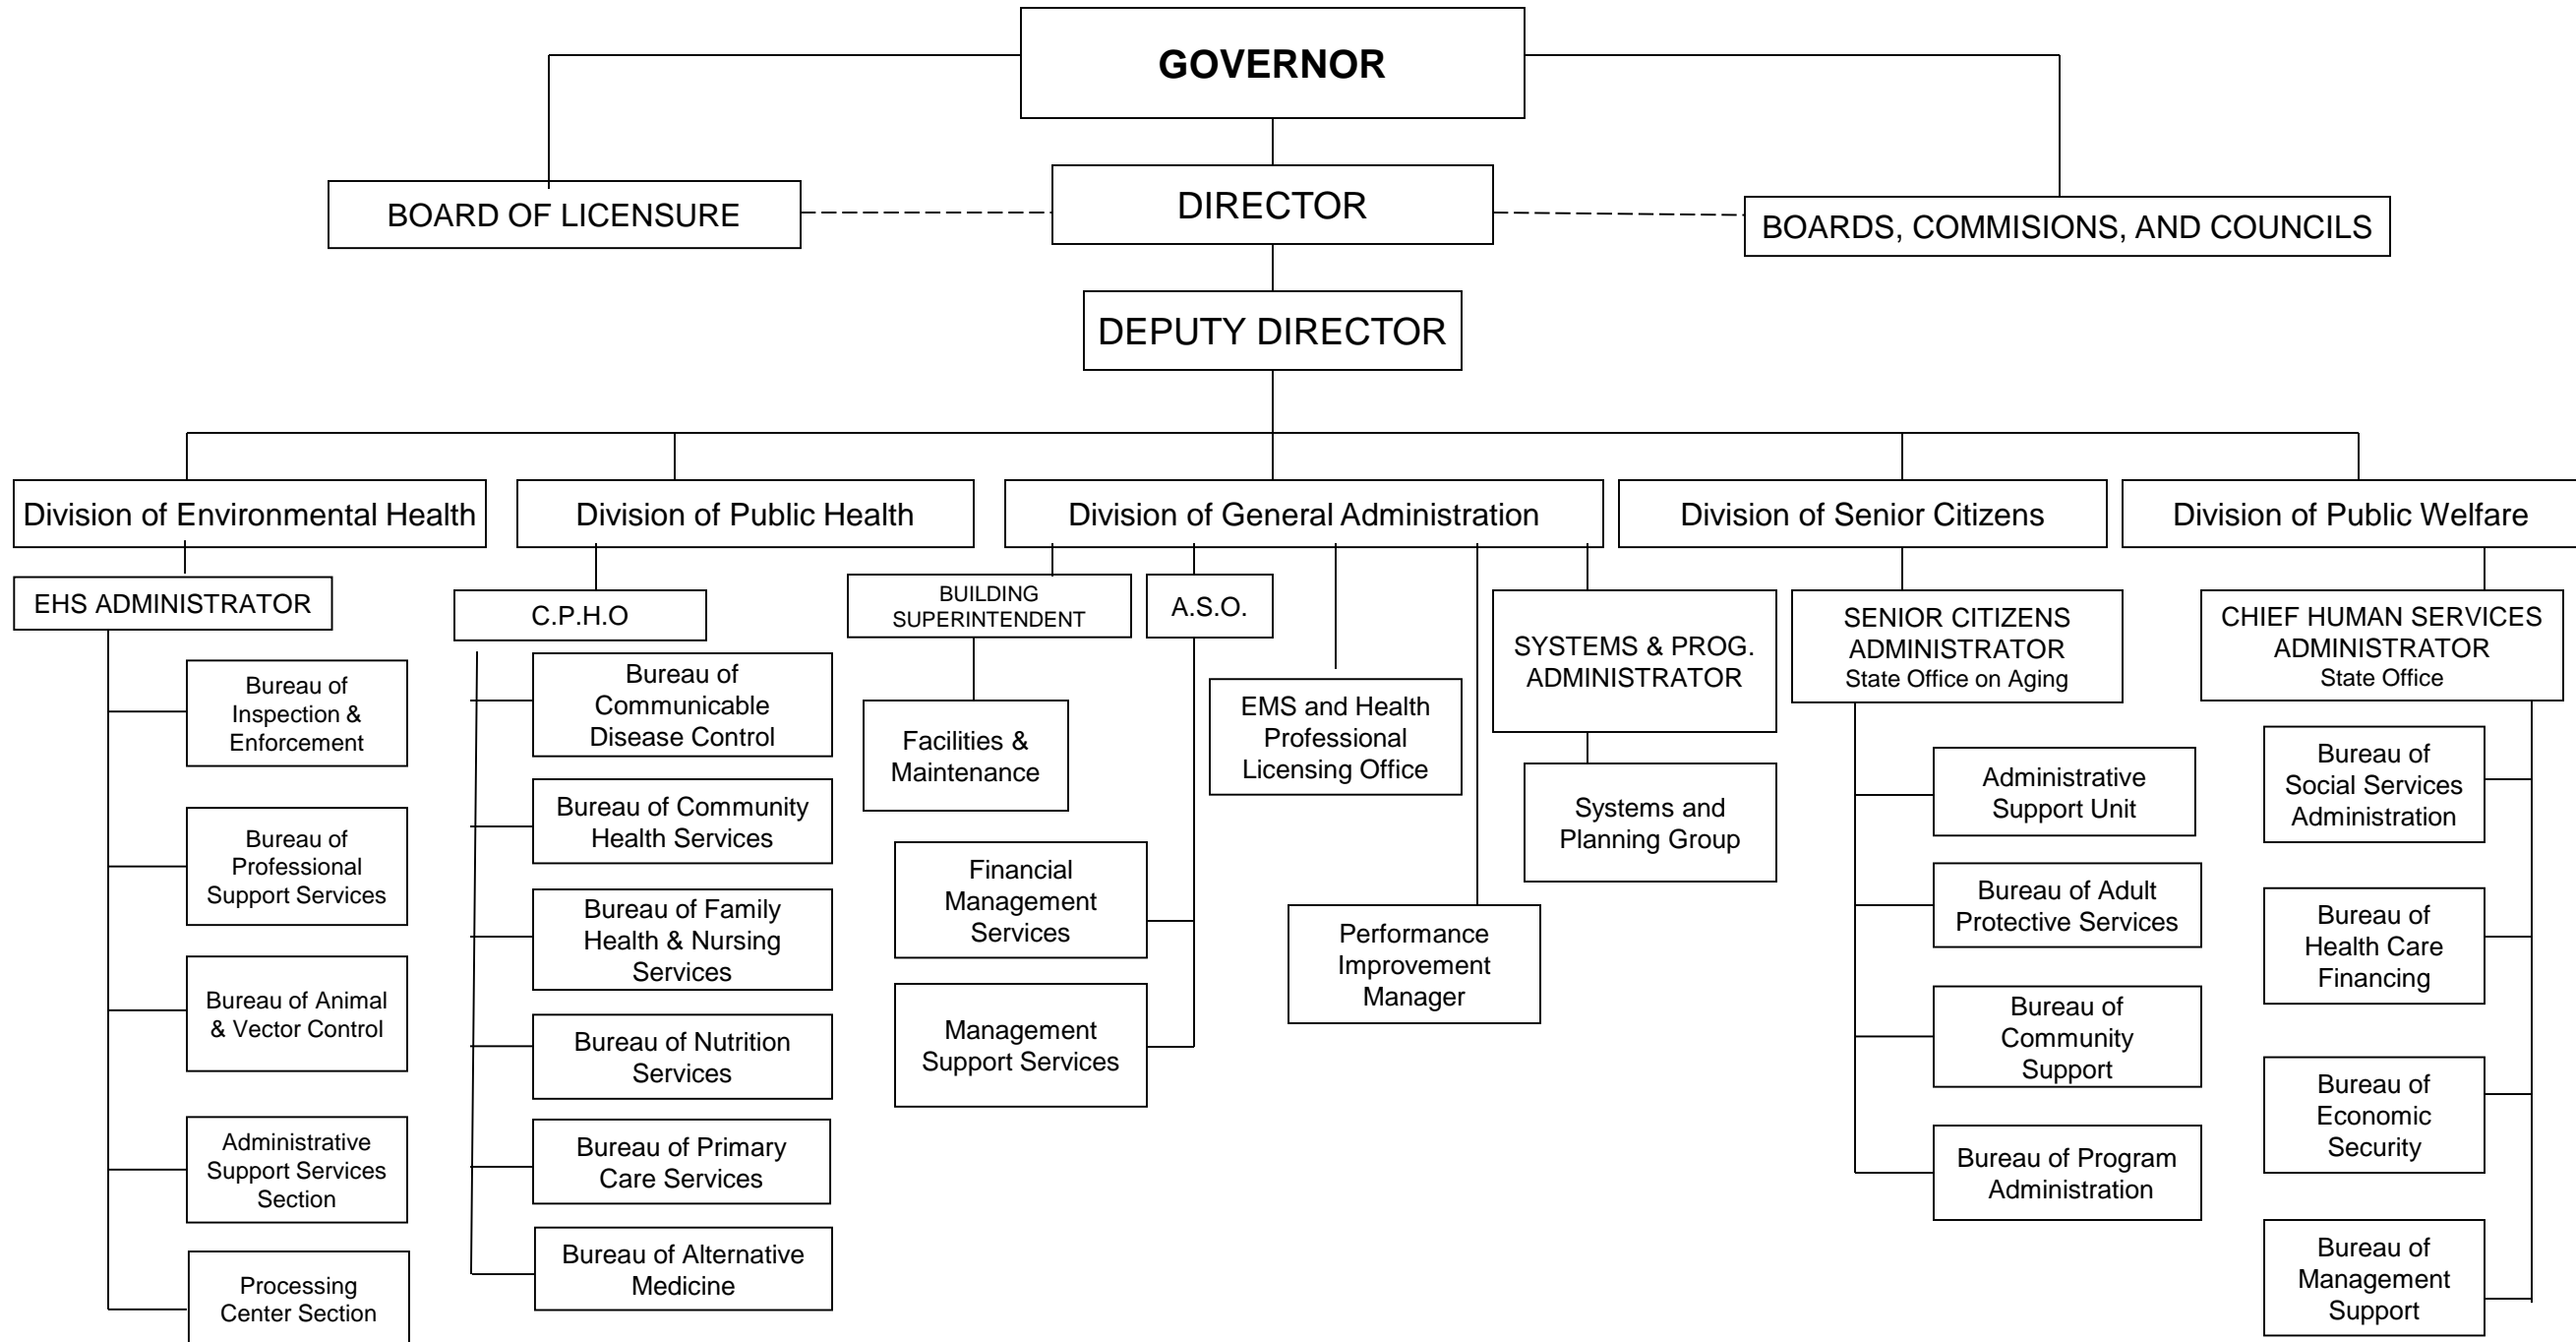 GOVERNOR
BOARD OF LICENSURE
DIRECTOR
BOARDS, COMMISIONS, AND COUNCILS
DEPUTY DIRECTOR
Division of Environmental Health
Division of Public Health
Division of General Administration
Division of Senior Citizens
Division of Public Welfare
EHS ADMINISTRATOR
Bureau of
Inspection &
Enforcement
Bureau of
Professional
Support Services
Bureau of Animal
& Vector Control
Administrative
Support Services
Section
Processing
Center Section
C.P.H.O
Bureau of
Communicable
Disease Control
Bureau of Community
Health Services
Bureau of Family
Health & Nursing
Services
Bureau of Nutrition
Services
Bureau of Primary
Care Services
Bureau of Alternative
Medicine
BUILDING
SUPERINTENDENT
Facilities &
Maintenance
A.S.O.
Financial
Management
Services
Management
Support Services
EMS and Health
Professional
Licensing Office
Performance
Improvement
Manager
SYSTEMS & PROG.
ADMINISTRATOR
Systems and
Planning Group
SENIOR CITIZENS
ADMINISTRATOR
State Office on Aging
Administrative
Support Unit
Bureau of Adult
Protective Services
Bureau of
Community
Support
Bureau of Program
Administration
CHIEF HUMAN SERVICES
ADMINISTRATOR
State Office
Bureau of
Social Services
Administration
Bureau of
Health Care
Financing
Bureau of
Economic
Security
Bureau of
Management
Support